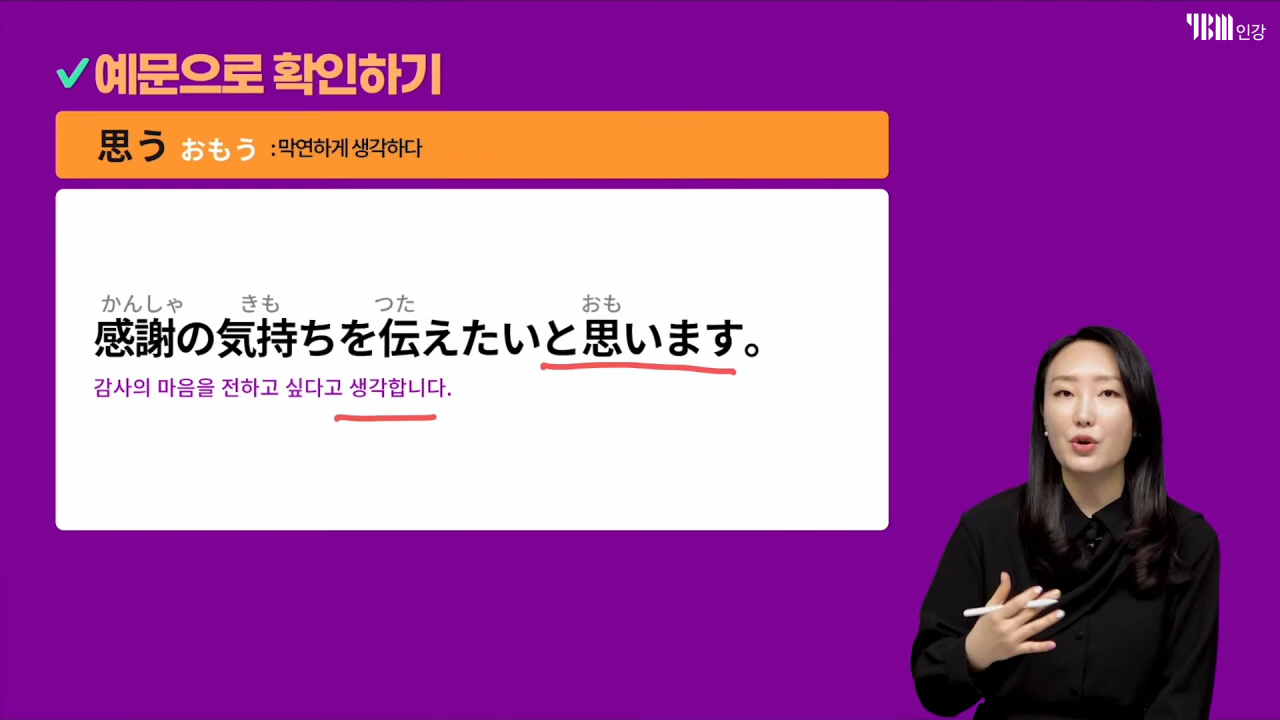 YBM인강
✓예문으로 확인하기
思う おもう :막연하게 생각하다
かんしゃ きも つた おも
感謝の気持ちを伝えたいと思います。
감사의 마음을 전하고 싶다고 생각합니다.